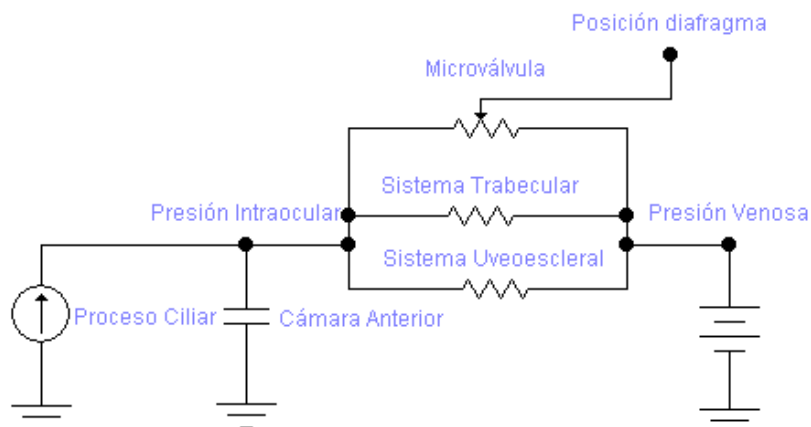 Posición diafragma
Microválvula
Sistema Trabecular
Presión Intraocular
Presión Venosa
Sistema Uveoescleral
Proceso Ciliar
Cámara Anterior